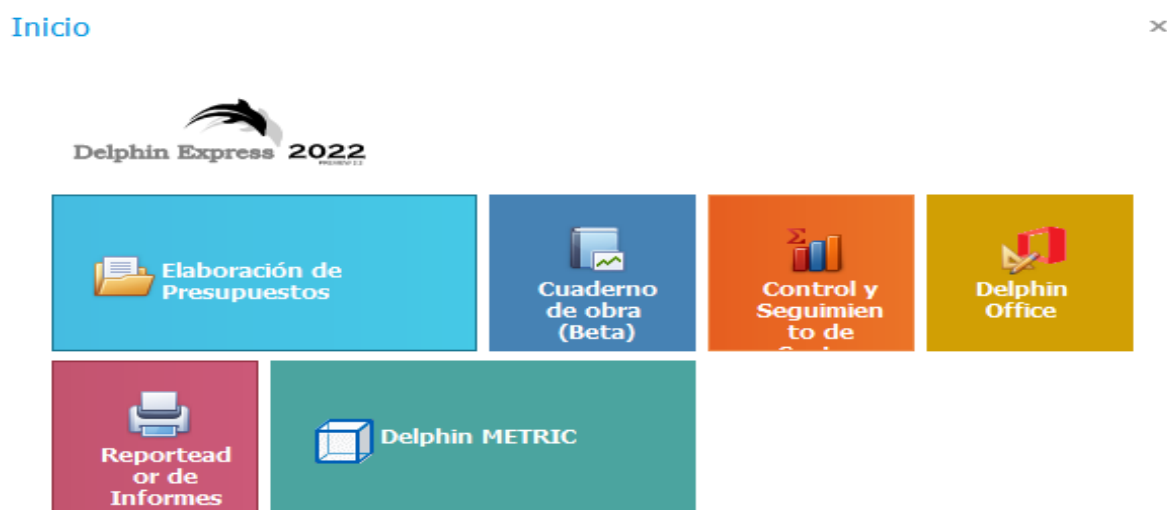 Inicio
Delphin Express 2022
Elaboración de
Presupuestos
Cuaderno
de obra
(Beta)
Σ
Control y
Seguimien
to de
Delphin
Office
Reportead
or de
Informes
Delphin METRIC